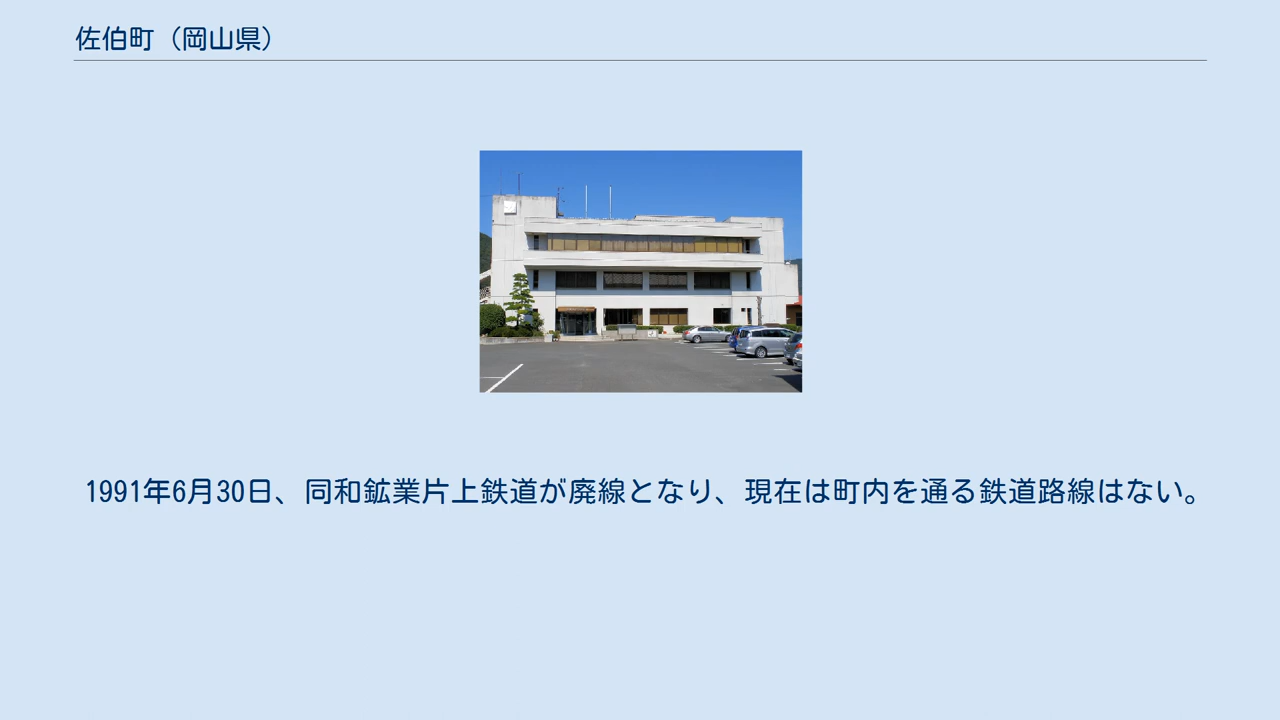 佐伯町（岡山県）
1991年6月30日、同和鉱業片上鉄道が廃線となり、現在は町内を通る鉄道路線はない。